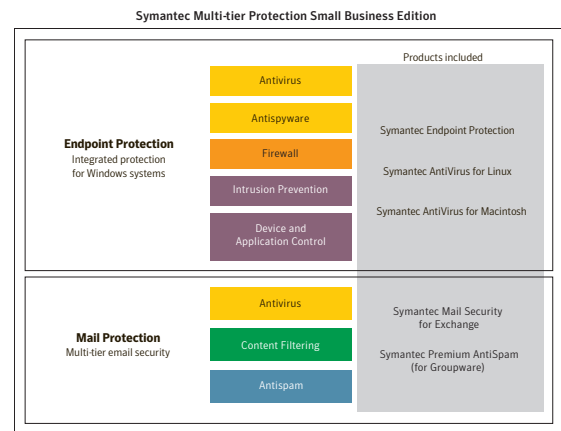 Symantec Multi-tier Protection Small Business Edition
Products included
Endpoint Protection
Integrated protection
for Windows systems
Antivirus
Antispyware
Firewall
Intrusion Prevention
Device and
Application Control
Symantec Endpoint Protection
Symantec AntiVirus for Linux
Symantec AntiVirus for Macintosh
Mail Protection
Multi-tier email security
Antivirus
Content Filtering
Antispam
Symantec Mail Security
for Exchange
Symantec Premium AntiSpam
(for Groupware)